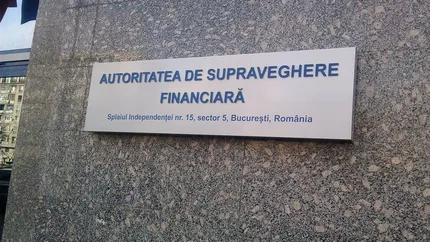 AUTORITATEA DE SUPRAVEGHERE
FINANCIARĂ
Splaiul Independenței nr. 15, sector 5, București, România